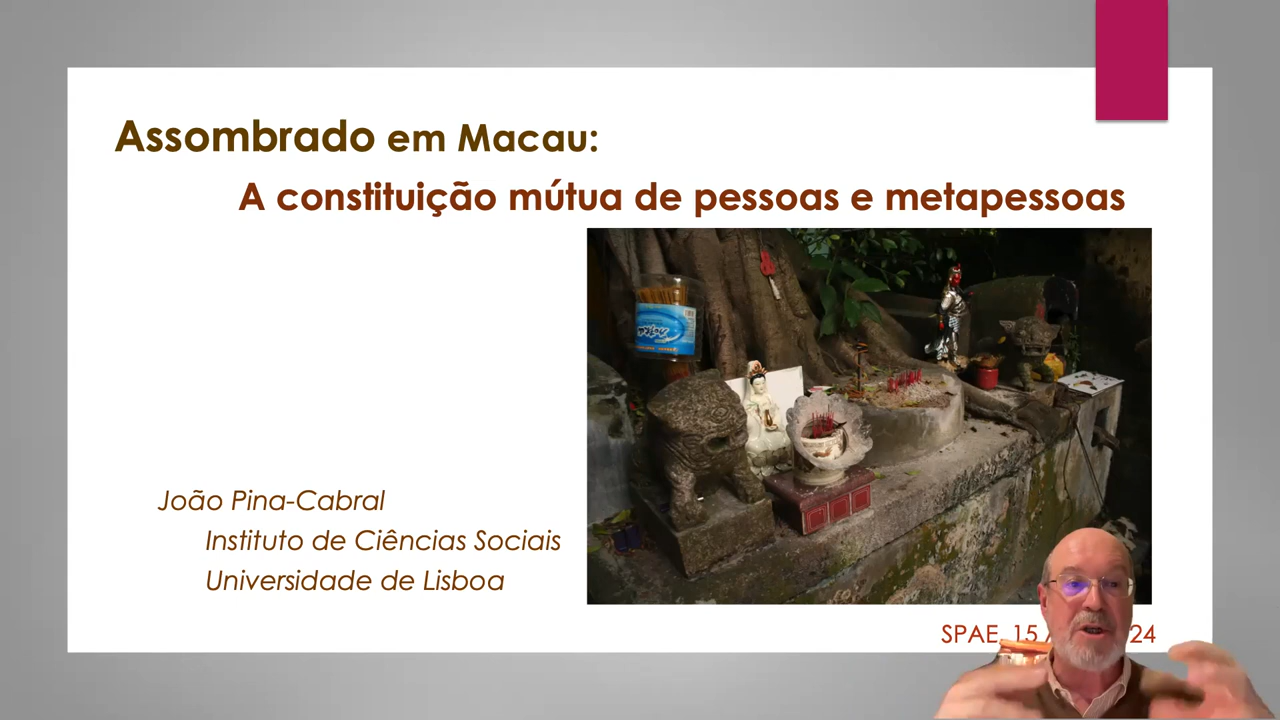 Assombrado em Macau:
A constituição mútua de pessoas e metapessoas
João Pina-Cabral
Instituto de Ciências Sociais
Universidade de Lisboa
SPAE, 15 24